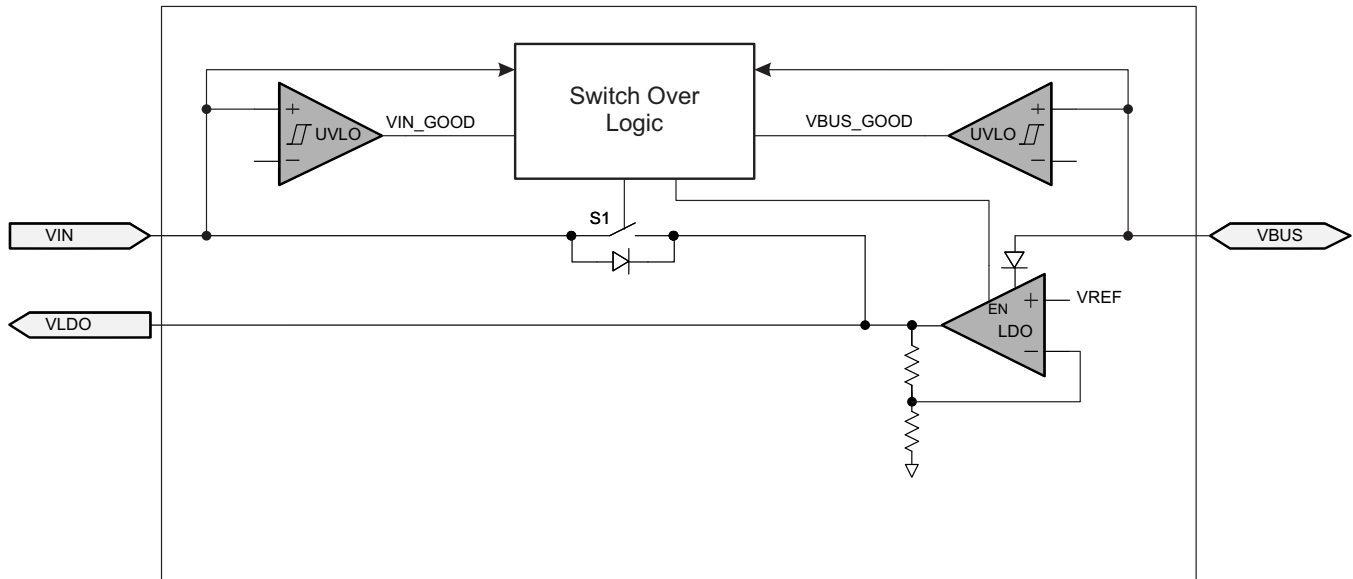 Switch Over
Logic
+
UVLO
−
VIN_GOOD
VBUS_GOOD
+
UVLO
−
S1
VIN
VBUS
EN
+
VREF
LDO
−
VLDO